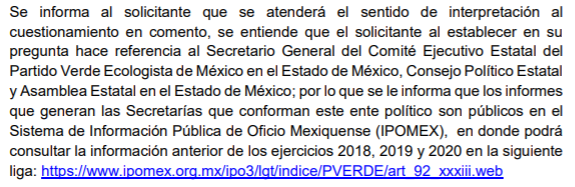 Se informa al solicitante que se atenderá el sentido de interpretación al
cuestionamiento en comento, se entiende que el solicitante al establecer en su
pregunta hace referencia al Secretario General del Comité Ejecutivo Estatal del
Partido Verde Ecologista de México en el Estado de México, Consejo Político Estatal
y Asamblea Estatal en el Estado de México; por lo que se le informa que los informes
que generan las Secretarías que conforman este ente político son públicos en el
Sistema de Información Pública de Oficio Mexiquense (IPOMEX), en donde podrá
consultar la información anterior de los ejercicios 2018, 2019 y 2020 en la siguiente
liga: https://www.ipomex.org.mx/ipo3/lgt/indice/PVERDE/art_92_xxxiii.web